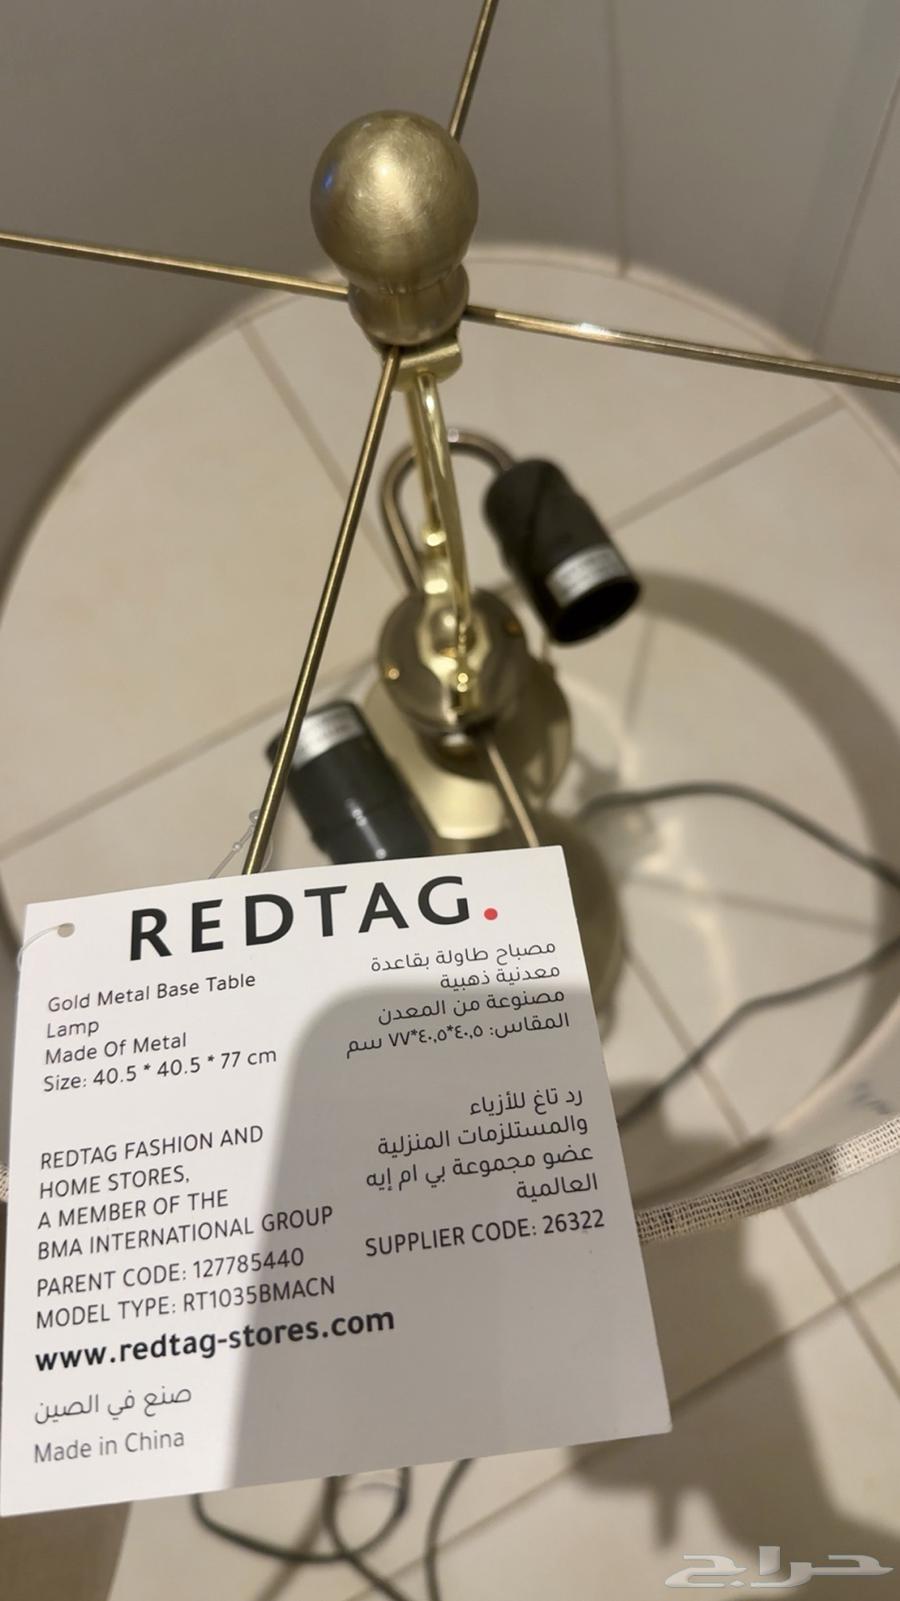 REDTAG.
Gold Metal Base Table
Lamp
Made Of Metal
Size: 40.5 * 40.5 * 77 cm
مصباح طاولة بقاعدة
معدنية ذهبية
مصنوعة من المعدن
المقاس: ٤٠,٥*٤٠,٥*٧٧ سم
REDTAG FASHION AND
HOME STORES,
A MEMBER OF THE
BMA INTERNATIONAL GROUP
رد تاغ للأزياء
والمستلزمات المنزلية
عضو مجموعة بي ام إيه
العالمية
PARENT CODE: 127785440
SUPPLIER CODE: 26322
MODEL TYPE: RT1035BMACN
www.redtag-stores.com
صنع في الصين
Made in China
حراج